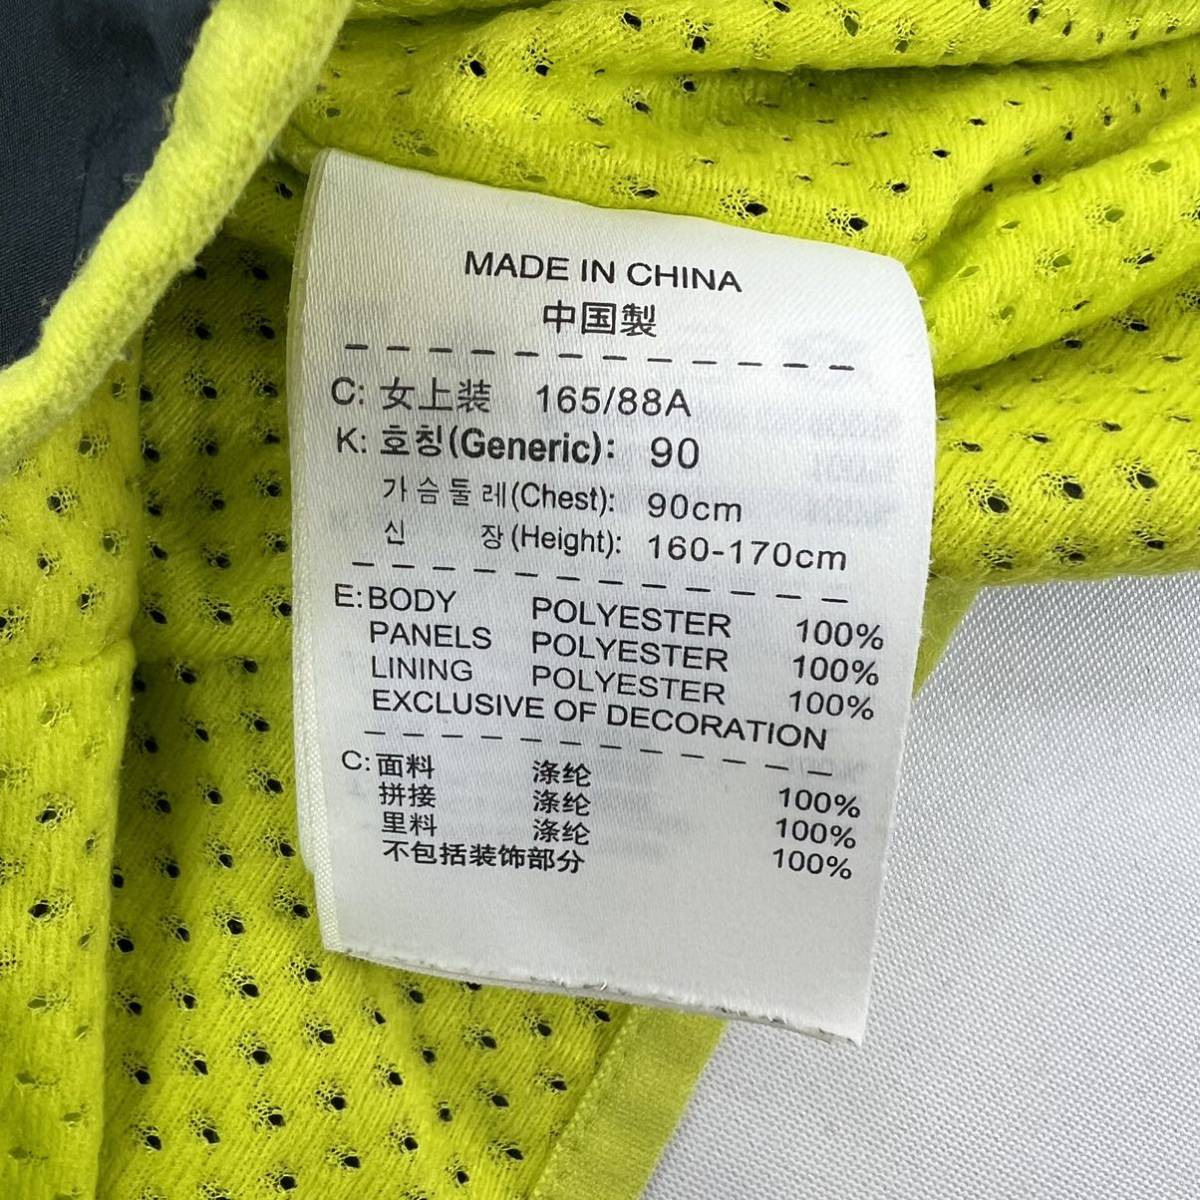 MADE IN CHINA
中国製
C: 女上装 165/88A
K: 호칭(Generic): 90
가슴둘레(Chest): 90cm
신 장(Height): 160-170cm
E: BODY POLYESTER 100%
PANELS POLYESTER 100%
LINING POLYESTER 100%
EXCLUSIVE OF DECORATION
C: 面料 涤纶 100%
拼接 涤纶 100%
里料 涤纶 100%
不包括装饰部分